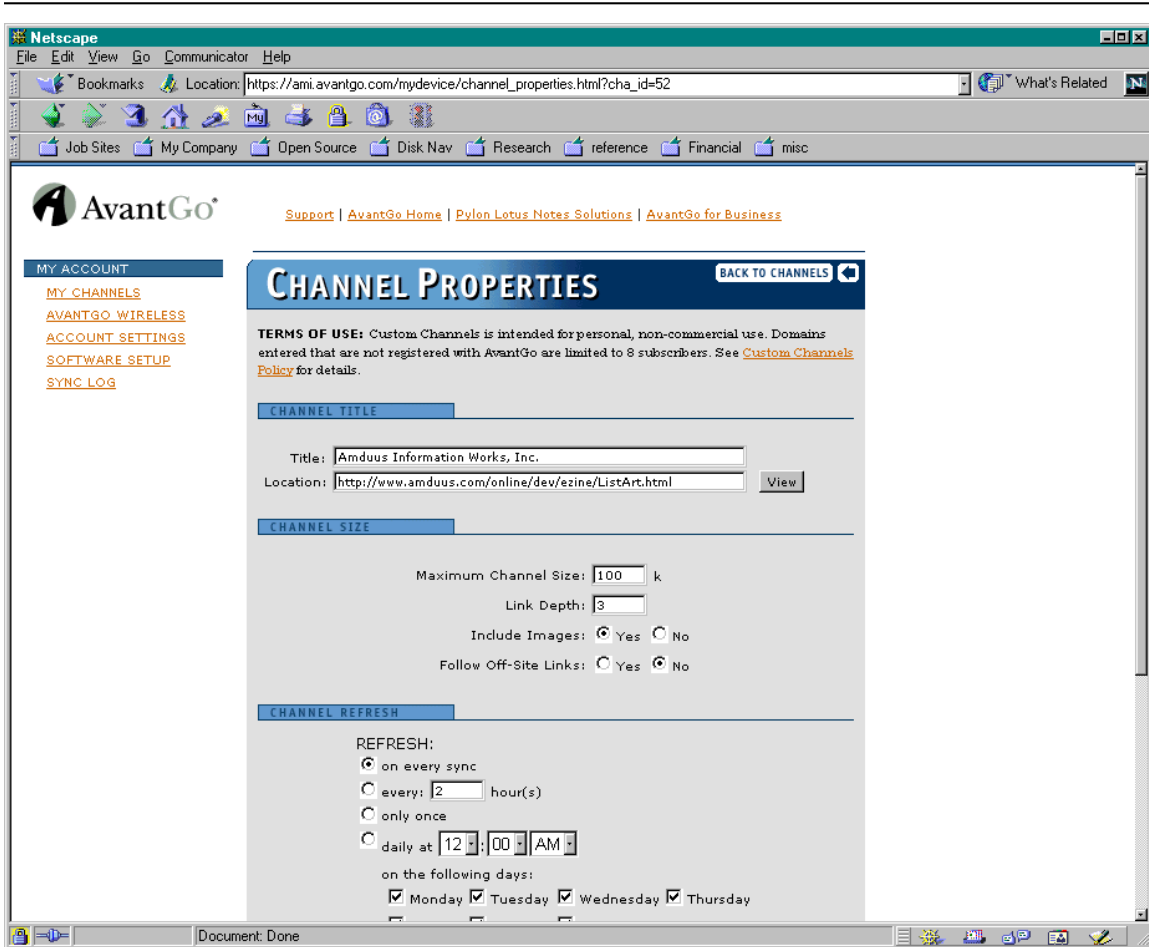 Netscape
File Edit View Go Communicator Help
Bookmarks Location: https://ami.avantgo.com/mydevice/channel_properties.html?cha_id=52 What's Related N
My
Job Sites My Company Open Source Disk Nav Research reference Financial misc
AvantGo
Support | AvantGo Home | Pylon Lotus Notes Solutions | AvantGo for Business
MY ACCOUNT
MY CHANNELS
AVANTGO WIRELESS
ACCOUNT SETTINGS
SOFTWARE SETUP
SYNC LOG
CHANNEL PROPERTIES
BACK TO CHANNELS
TERMS OF USE: Custom Channels is intended for personal, non-commercial use. Domains
entered that are not registered with AvantGo are limited to 8 subscribers. See Custom Channels
Policy for details.
CHANNEL TITLE
Title: Amduus Information Works, Inc.
Location: http://www.amduus.com/online/dev/ezine/ListArt.html View
CHANNEL SIZE
Maximum Channel Size: 100 k
Link Depth: 3
Include Images: Yes No
Follow Off-Site Links: Yes No
CHANNEL REFRESH
REFRESH:
on every sync
every: 2 hour(s)
only once
daily at 12 : 00 AM
on the following days:
Monday Tuesday Wednesday Thursday
Document: Done